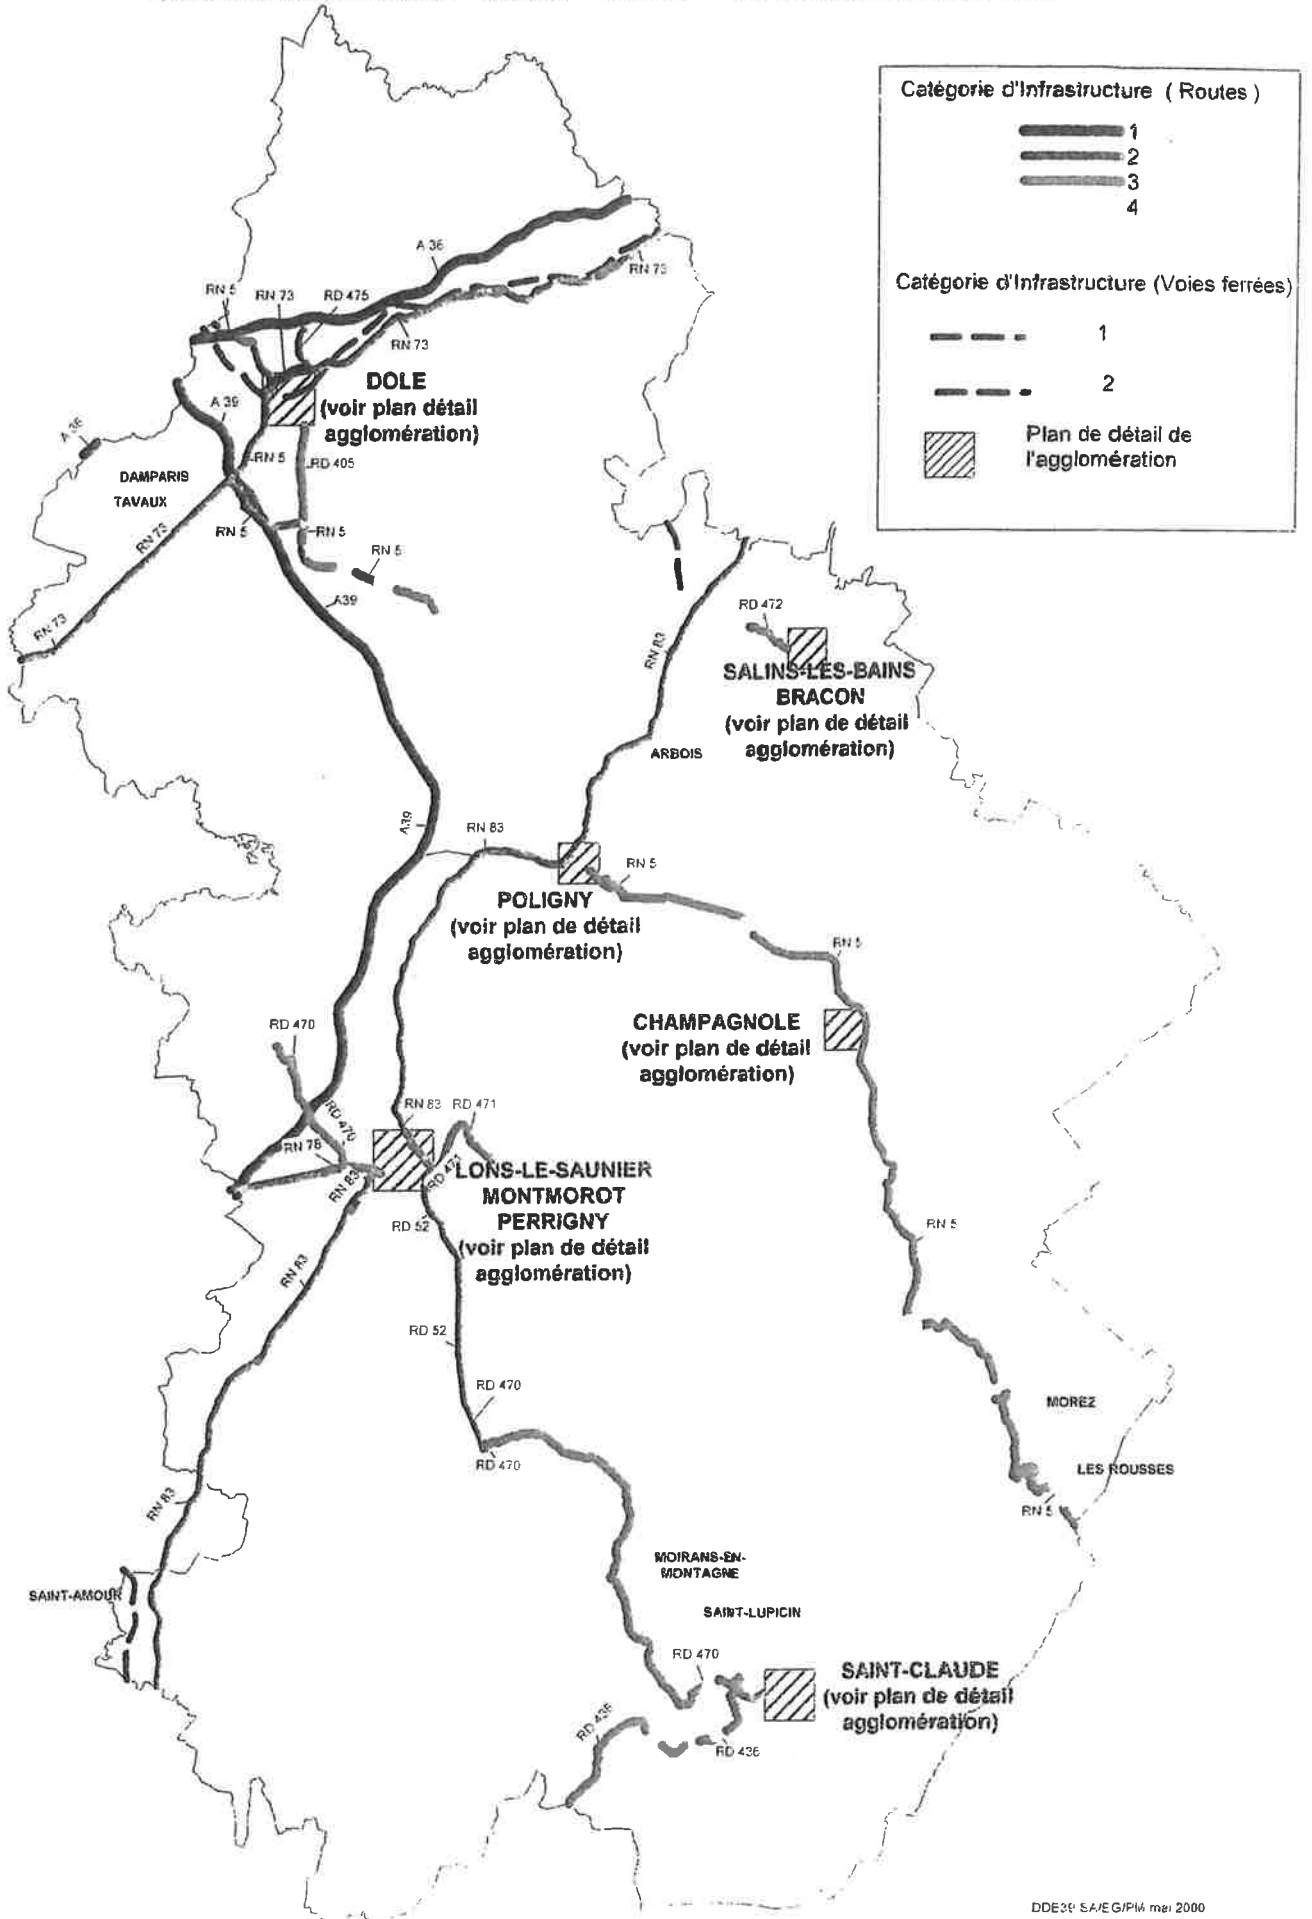 Catégorie d'Infrastructure ( Routes )
1
2
3
4
Catégorie d'Infrastructure (Voies ferrées)
1
2
Plan de détail de
l'agglomération
A 36
RN 73
RN 5
RN 73
RD 475
RN 73
DOLE
(voir plan détail
agglomération)
A 39
A 36
RN 5
RD 405
DAMPARIS
TAVAUX
RN 73
RN 5
RN 5
RN 5
A39
RN 73
RD 472
RN 83
SALINS-LES-BAINS
BRACON
(voir plan de détail
agglomération)
ARBOIS
A39
RN 83
RN 5
POLIGNY
(voir plan de détail
agglomération)
RN 5
CHAMPAGNOLE
(voir plan de détail
agglomération)
RD 470
RD 470
RN 83
RD 471
RN 78
RN 83
RD 471
LONS-LE-SAUNIER
MONTMOROT
PERRIGNY
(voir plan de détail
agglomération)
RD 52
RN 5
RN 83
RD 52
RD 470
RD 470
MOREZ
LES ROUSSES
RN 5
RN 83
MOIRANS-EN-
MONTAGNE
SAINT-AMOUR
SAINT-LUPICIN
RD 470
SAINT-CLAUDE
(voir plan de détail
agglomération)
RD 436
RD 436
DDE39 SA/EG/PM mai 2000